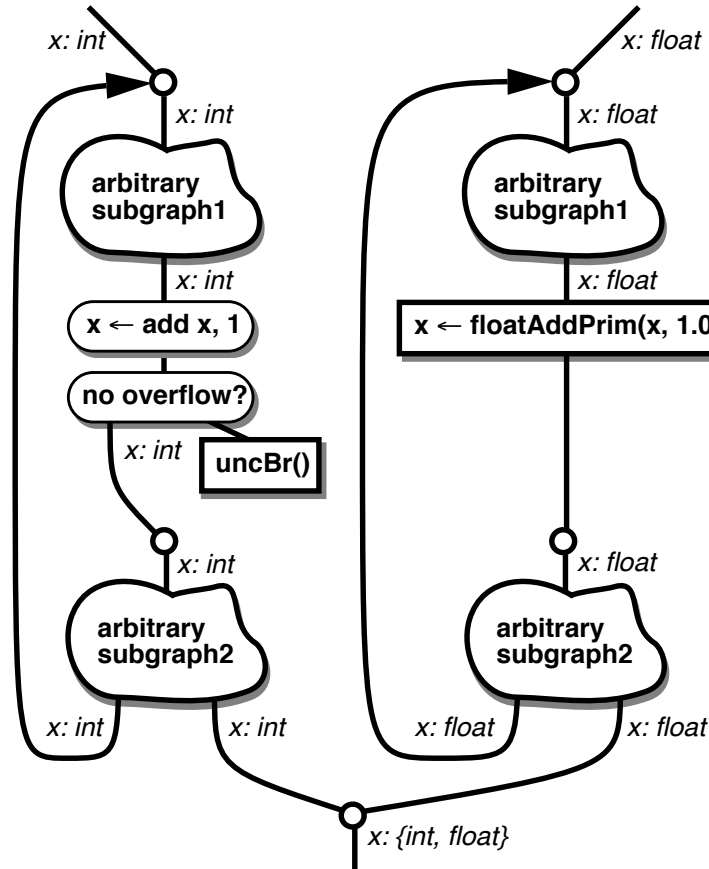 x: int
x: int
arbitrary
subgraph1
x: int
x ← add x, 1
no overflow?
x: int
uncBr()
x: int
arbitrary
subgraph2
x: int
x: int
x: float
x: float
arbitrary
subgraph1
x: float
x ← floatAddPrim(x, 1.0
x: float
arbitrary
subgraph2
x: float
x: float
x: {int, float}